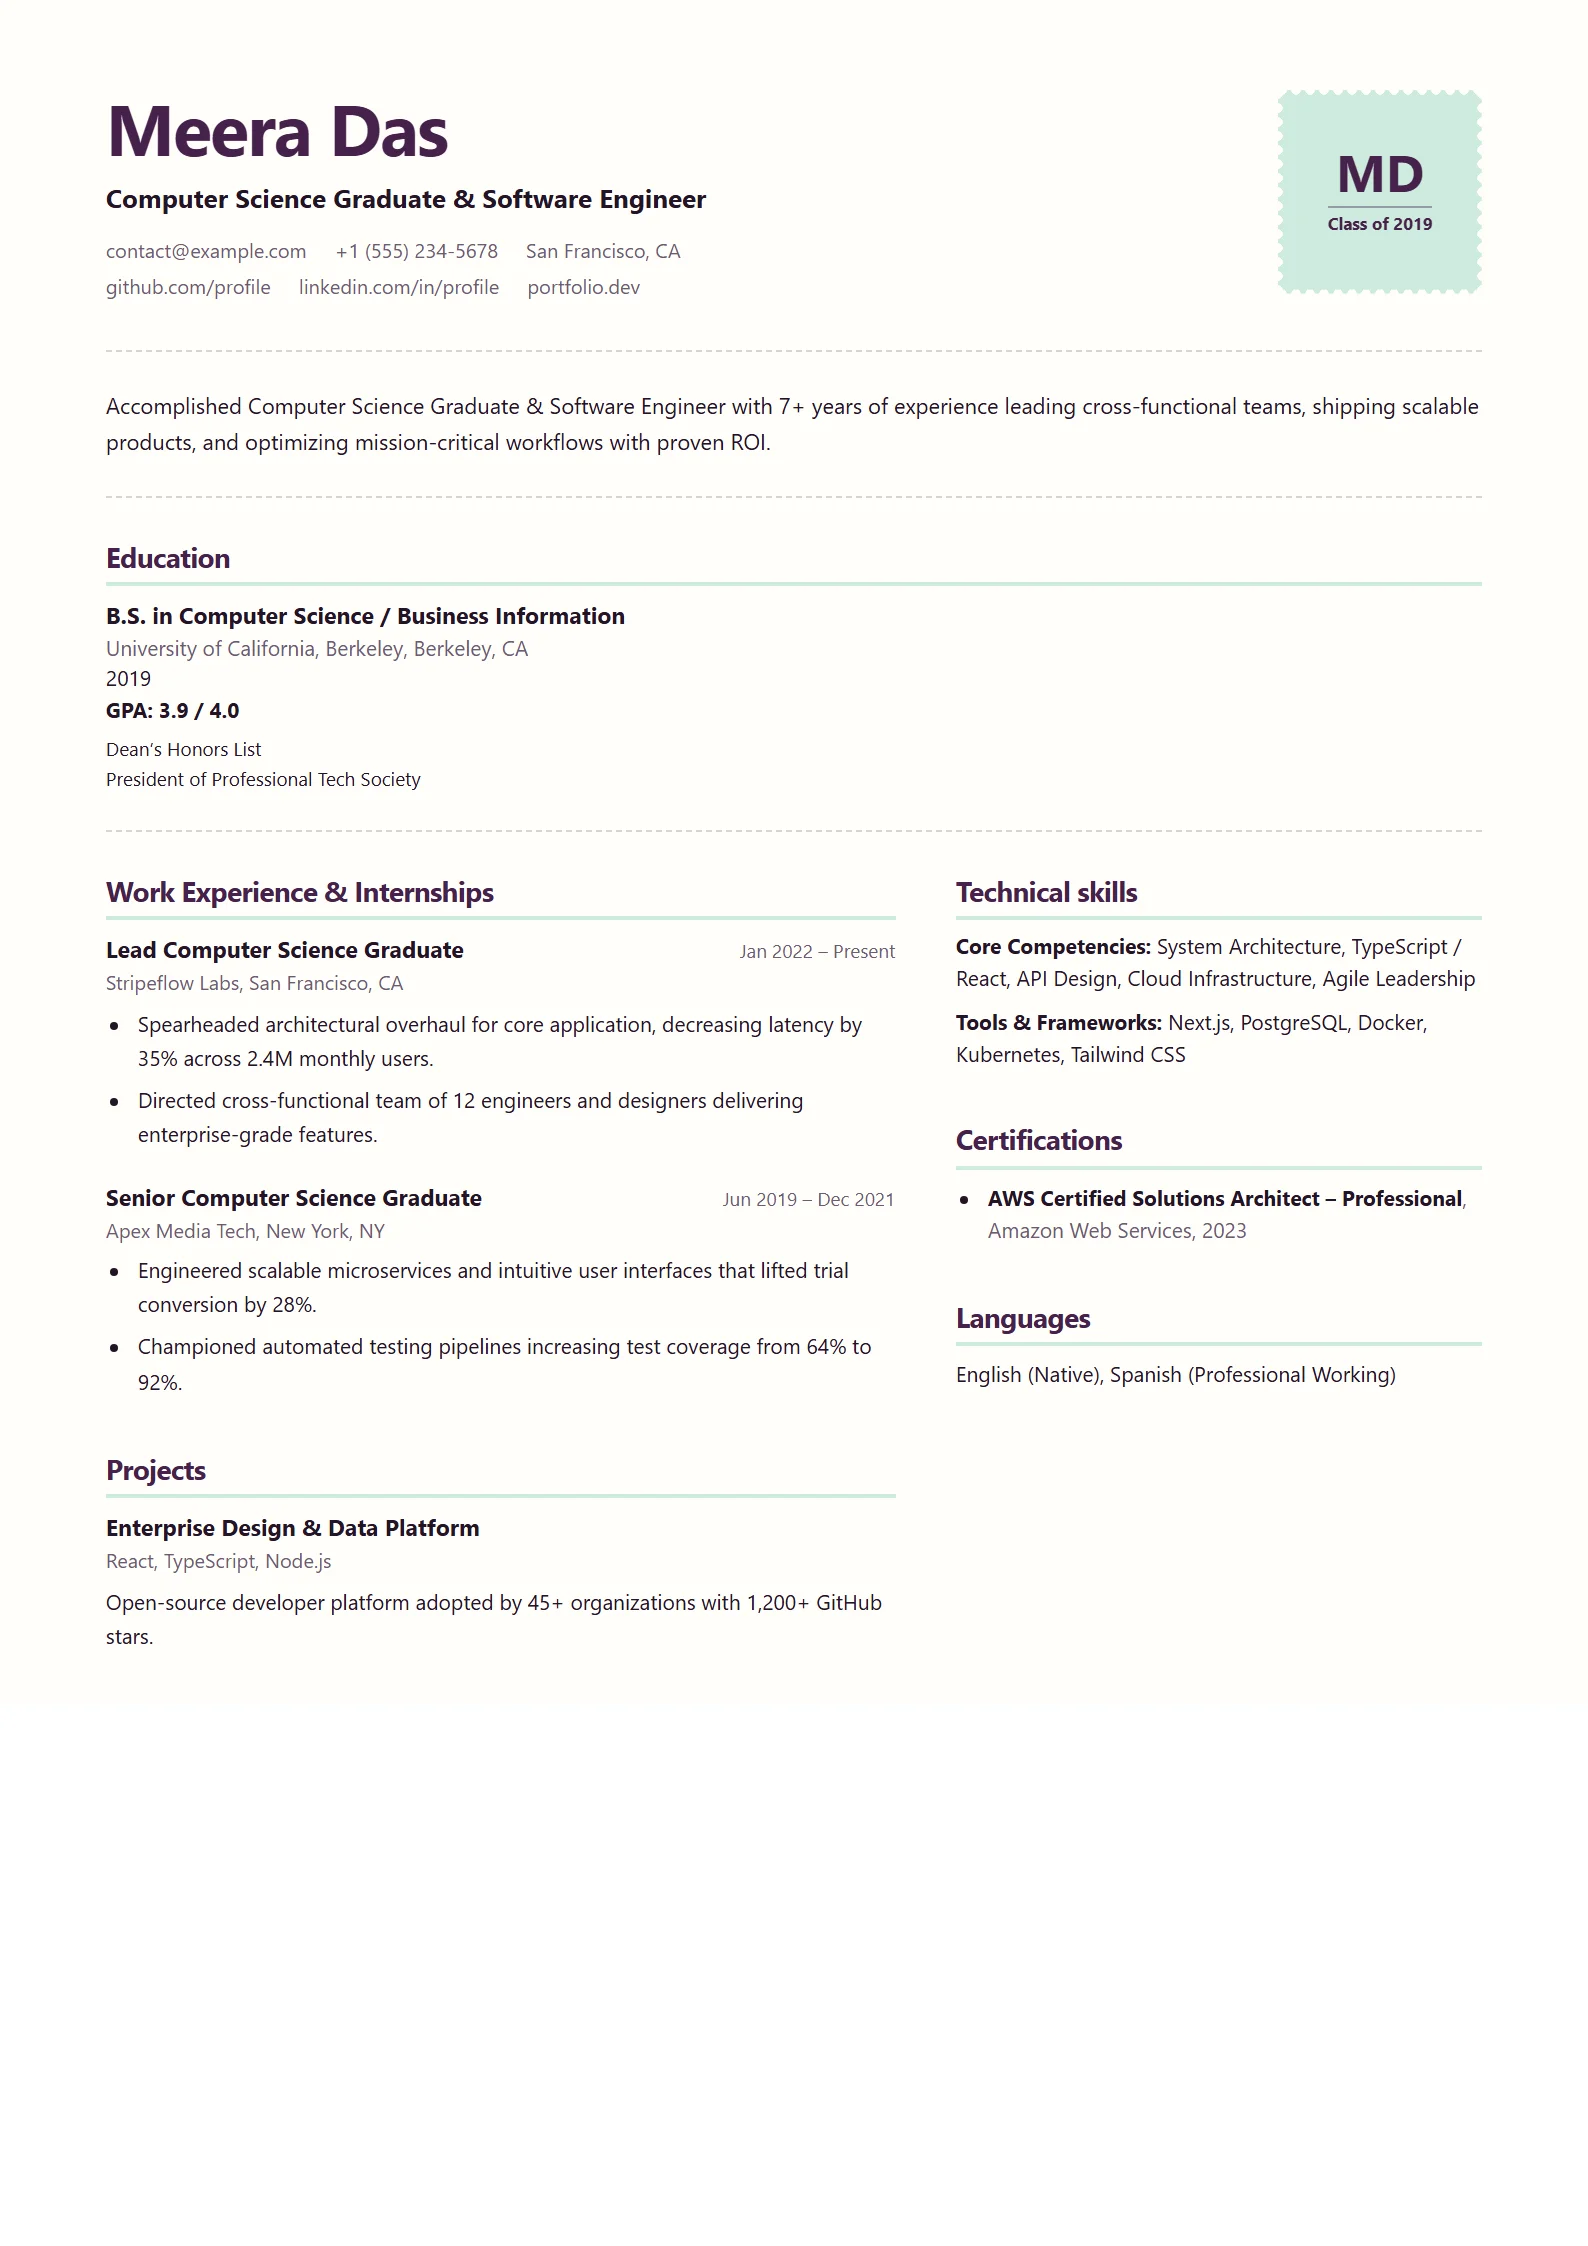 Meera Das
Computer Science Graduate & Software Engineer
contact@example.com +1 (555) 234-5678 San Francisco, CA
github.com/profile linkedin.com/in/profile portfolio.dev
MD
Class of 2019
Accomplished Computer Science Graduate & Software Engineer with 7+ years of experience leading cross-functional teams, shipping scalable
products, and optimizing mission-critical workflows with proven ROI.
Education
B.S. in Computer Science / Business Information
University of California, Berkeley, Berkeley, CA
2019
GPA: 3.9 / 4.0
Dean’s Honors List
President of Professional Tech Society
Work Experience & Internships
Lead Computer Science Graduate Jan 2022 – Present
Stripeflow Labs, San Francisco, CA
• Spearheaded architectural overhaul for core application, decreasing latency by
35% across 2.4M monthly users.
• Directed cross-functional team of 12 engineers and designers delivering
enterprise-grade features.
Senior Computer Science Graduate Jun 2019 – Dec 2021
Apex Media Tech, New York, NY
• Engineered scalable microservices and intuitive user interfaces that lifted trial
conversion by 28%.
• Championed automated testing pipelines increasing test coverage from 64% to
92%.
Projects
Enterprise Design & Data Platform
React, TypeScript, Node.js
Open-source developer platform adopted by 45+ organizations with 1,200+ GitHub
stars.
Technical skills
Core Competencies: System Architecture, TypeScript /
React, API Design, Cloud Infrastructure, Agile Leadership
Tools & Frameworks: Next.js, PostgreSQL, Docker,
Kubernetes, Tailwind CSS
Certifications
• AWS Certified Solutions Architect – Professional,
Amazon Web Services, 2023
Languages
English (Native), Spanish (Professional Working)